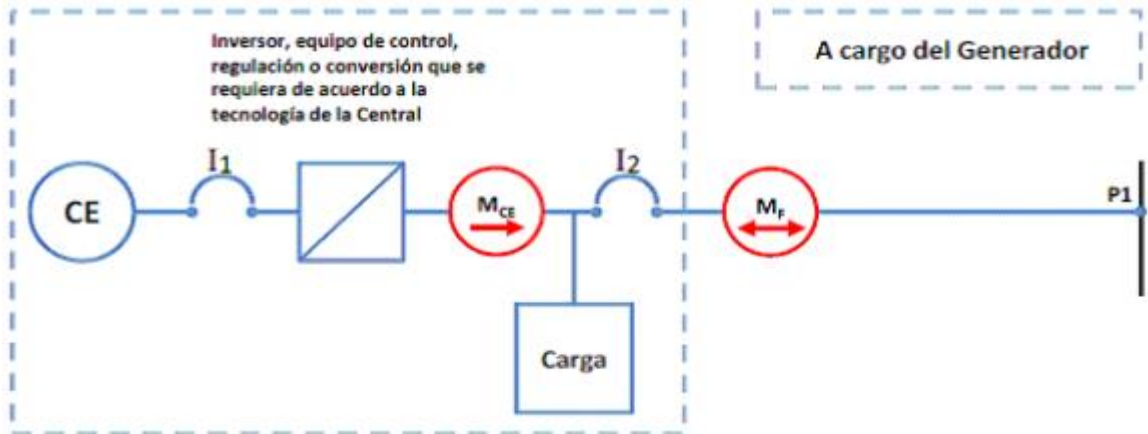 Inversor, equipo de control,
regulación o conversión que se
requiera de acuerdo a la
tecnología de la Central
A cargo del Generador
I1
I2
CE
MCE
MF
P1
Carga